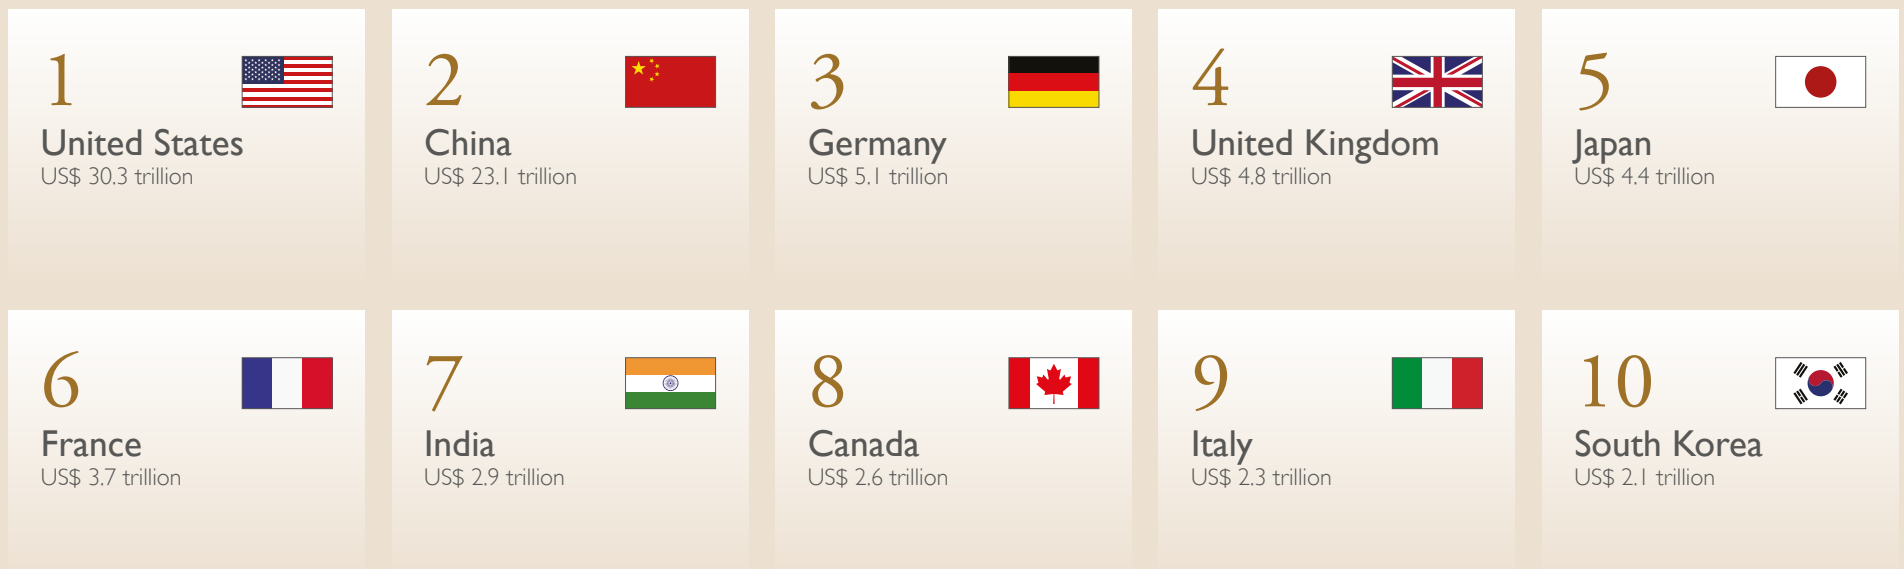 1
United States
US$ 30.3 trillion
2
China
US$ 23.1 trillion
3
Germany
US$ 5.1 trillion
4
United Kingdom
US$ 4.8 trillion
5
Japan
US$ 4.4 trillion
6
France
US$ 3.7 trillion
7
India
US$ 2.9 trillion
8
Canada
US$ 2.6 trillion
9
Italy
US$ 2.3 trillion
10
South Korea
US$ 2.1 trillion